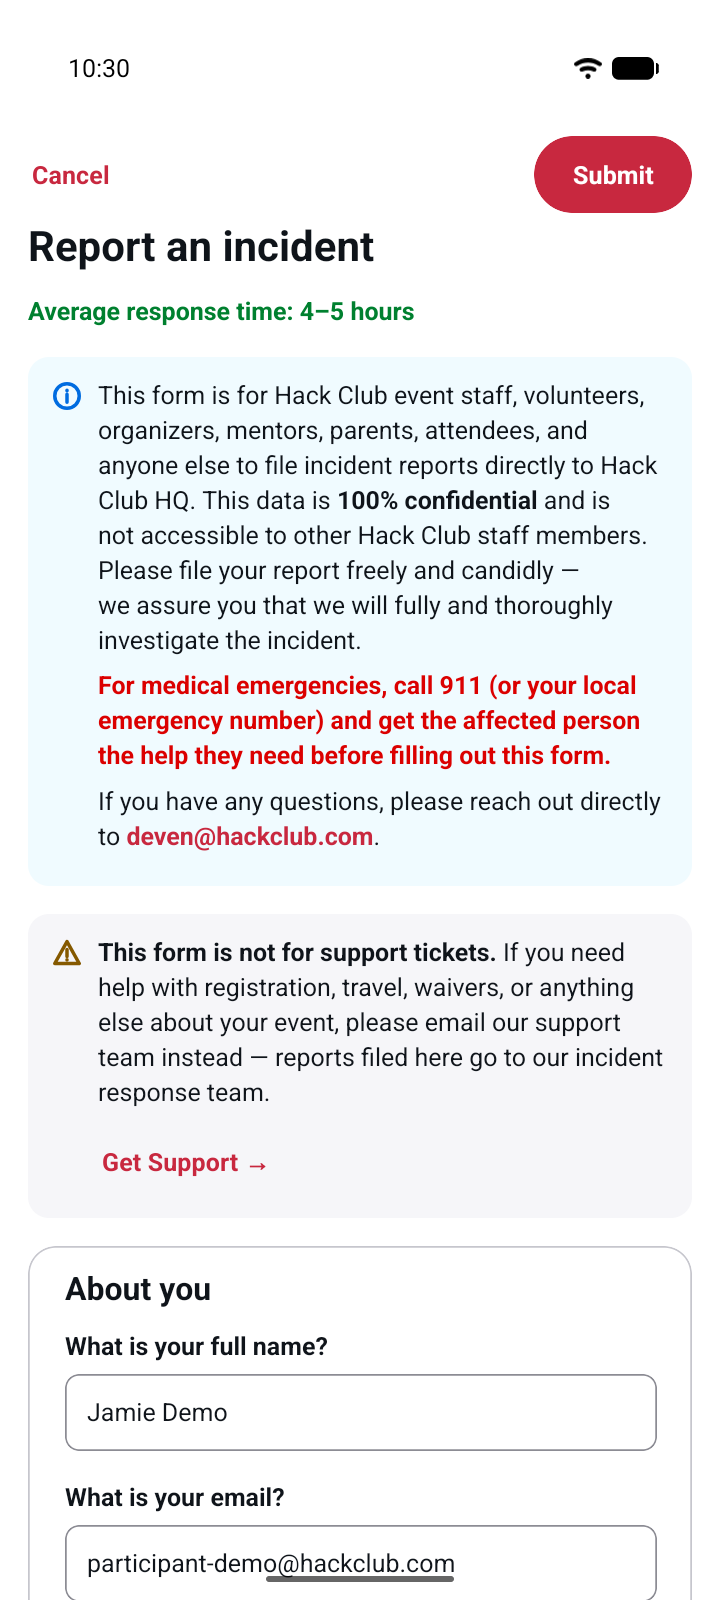 10:30
Cancel
Submit
Report an incident
Average response time: 4–5 hours
This form is for Hack Club event staff, volunteers,
organizers, mentors, parents, attendees, and
anyone else to file incident reports directly to Hack
Club HQ. This data is 100% confidential and is
not accessible to other Hack Club staff members.
Please file your report freely and candidly —
we assure you that we will fully and thoroughly
investigate the incident.
For medical emergencies, call 911 (or your local
emergency number) and get the affected person
the help they need before filling out this form.
If you have any questions, please reach out directly
to deven@hackclub.com.
This form is not for support tickets. If you need
help with registration, travel, waivers, or anything
else about your event, please email our support
team instead — reports filed here go to our incident
response team.
Get Support →
About you
What is your full name?
Jamie Demo
What is your email?
participant-demo@hackclub.com